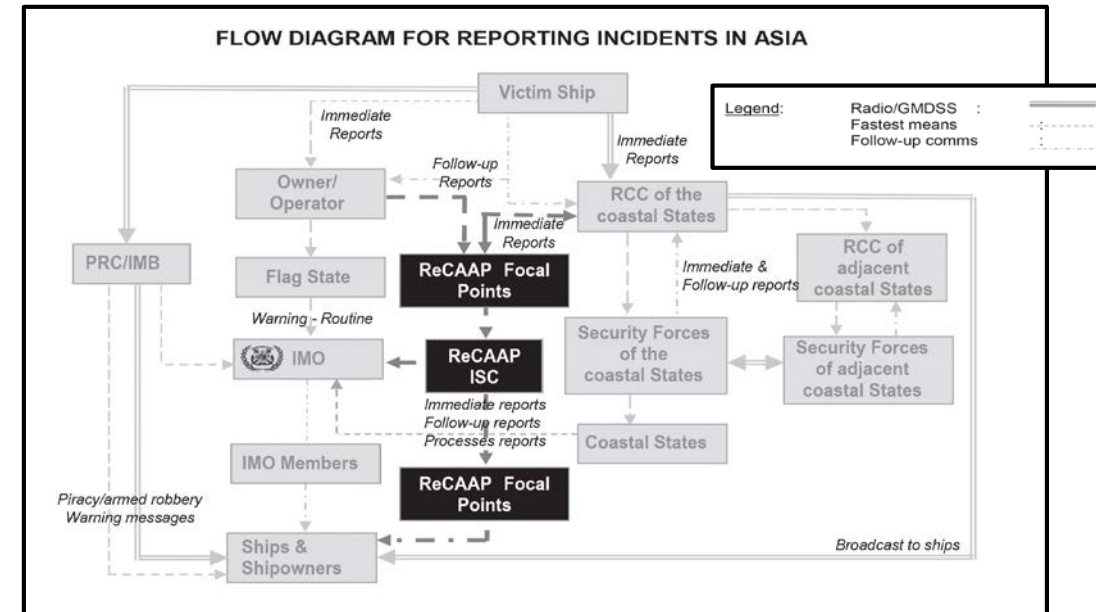 FLOW DIAGRAM FOR REPORTING INCIDENTS IN ASIA
Victim Ship
Legend:
Radio/GMDSS :
Fastest means :
Follow-up comms :
Immediate
Reports
Immediate
Reports
Follow-up
Reports
Owner/
Operator
RCC of the
coastal States
Immediate
Reports
PRC/IMB
Flag State
ReCAAP Focal
Points
Immediate &
Follow-up reports
RCC of
adjacent
coastal States
Warning - Routine
IMO
ReCAAP
ISC
Security Forces
of the
coastal States
Security Forces
of adjacent
coastal States
Immediate reports
Follow-up reports
Processes reports
Coastal States
IMO Members
ReCAAP Focal
Points
Piracy/armed robbery
Warning messages
Ships &
Shipowners
Broadcast to ships